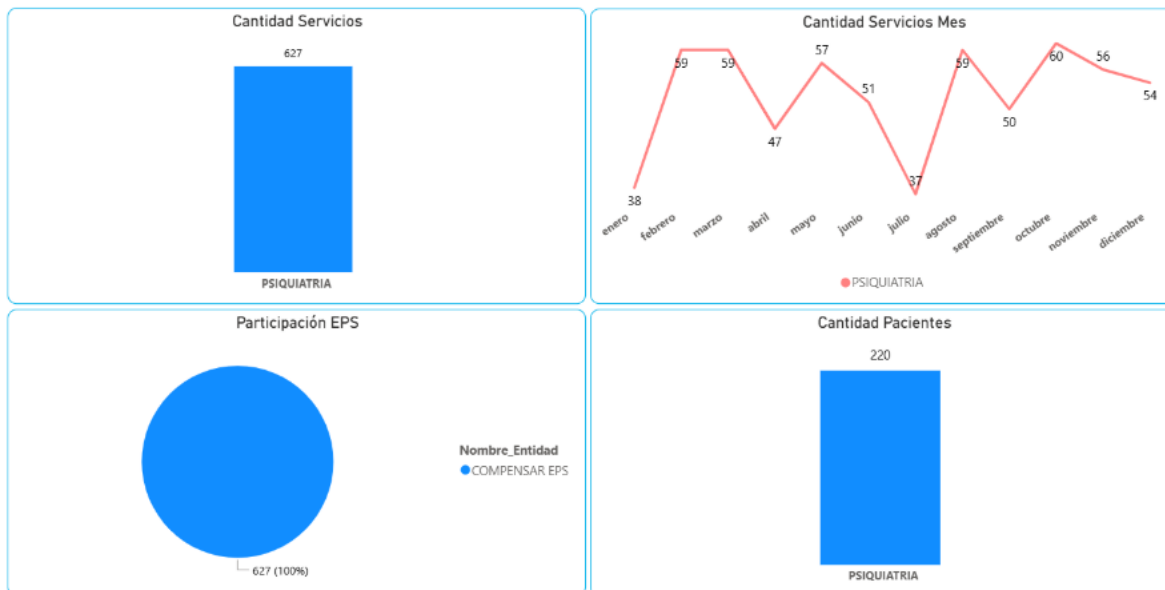 Cantidad Servicios
627
PSIQUIATRIA
Cantidad Servicios Mes
38
59
59
47
57
51
37
59
50
60
56
54
enero
febrero
marzo
abril
mayo
junio
julio
agosto
septiembre
octubre
noviembre
diciembre
PSIQUIATRIA
Participación EPS
Nombre_Entidad
COMPENSAR EPS
627 (100%)
Cantidad Pacientes
220
PSIQUIATRIA